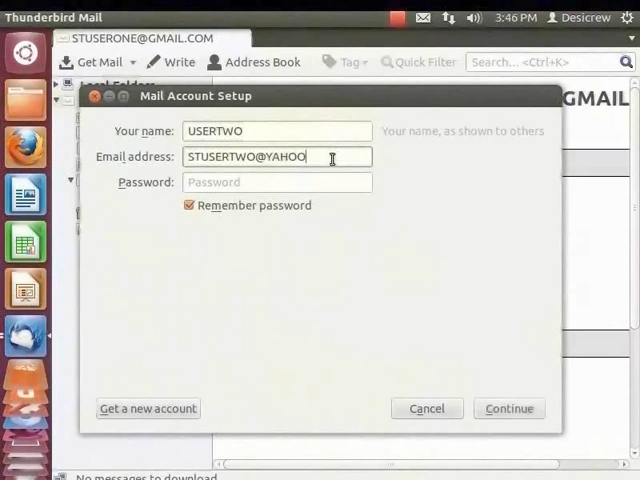 Thunderbird Mail
3:46 PM
Desicrew
STUSERONE@GMAIL.COM
Get Mail
Write
Address Book
Tag
Quick Filter
Search... <Ctrl+K>
Local Folders
GMAIL
Mail Account Setup
Your name:
USERTWO
Your name, as shown to others
Email address:
STUSERTWO@YAHOO
Password:
Password
Remember password
Get a new account
Cancel
Continue
No messages to download